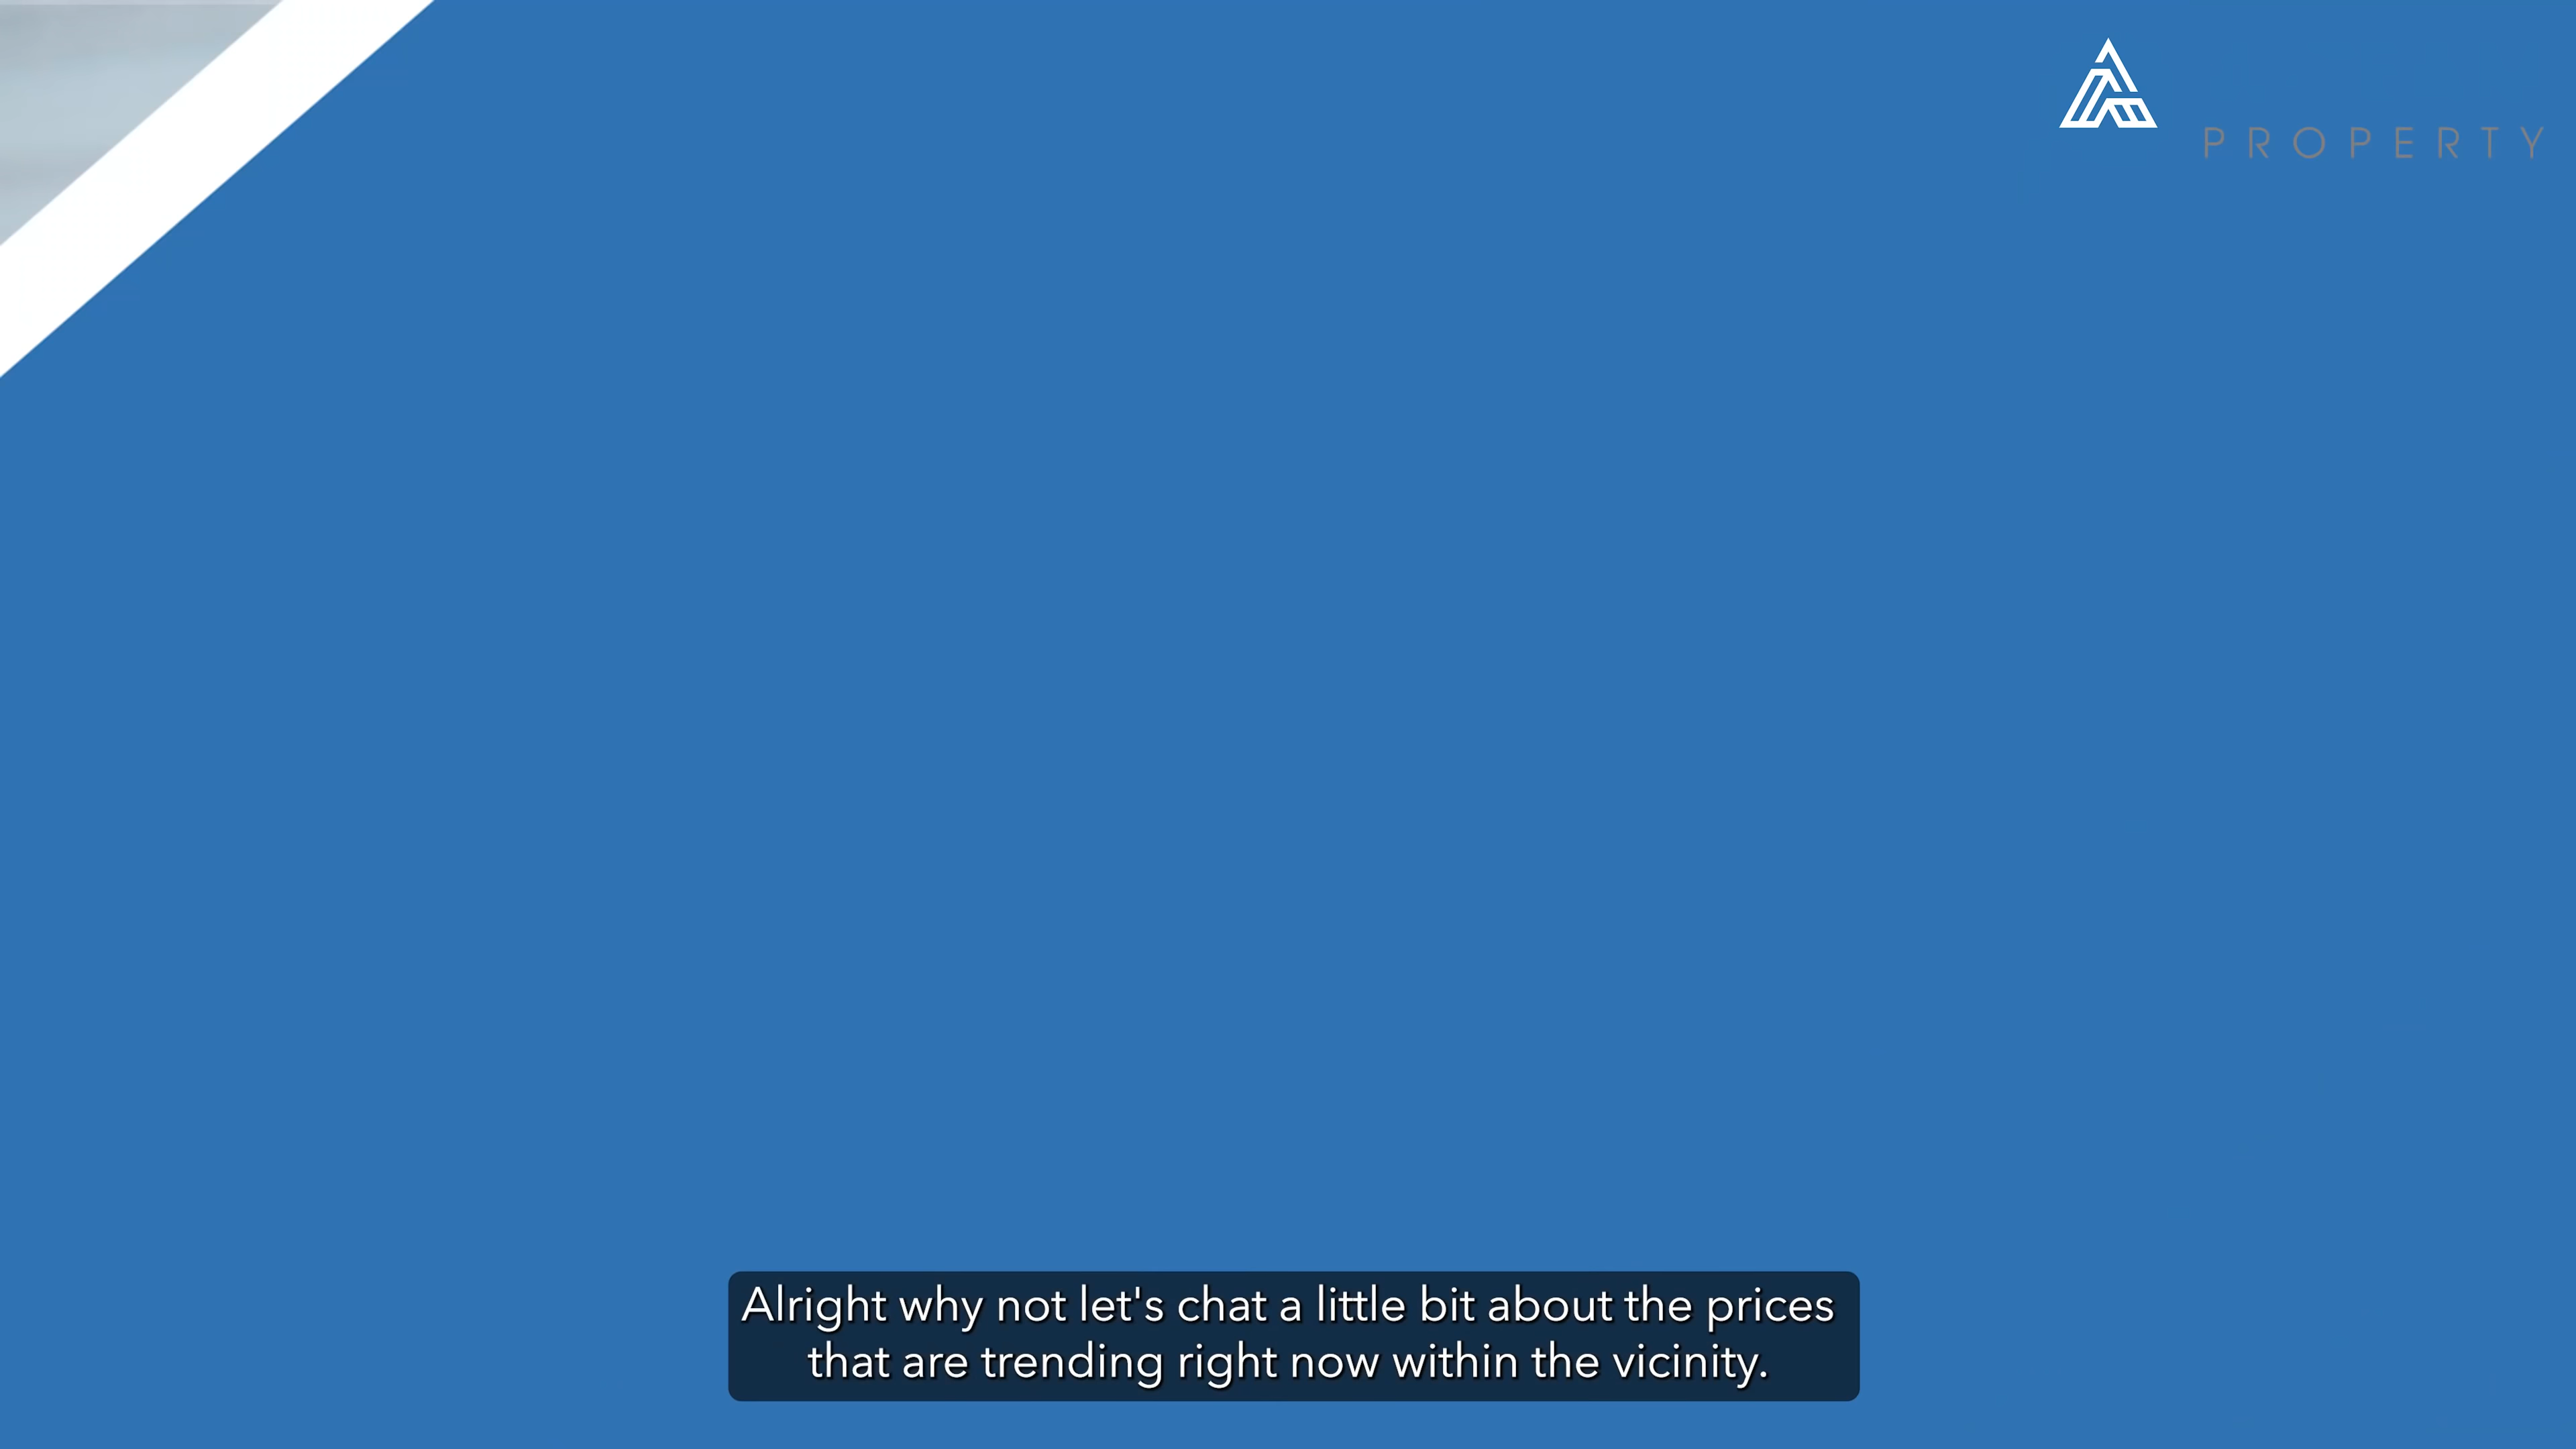 PROPERTY
Alright why not let's chat a little bit about the prices
that are trending right now within the vicinity.